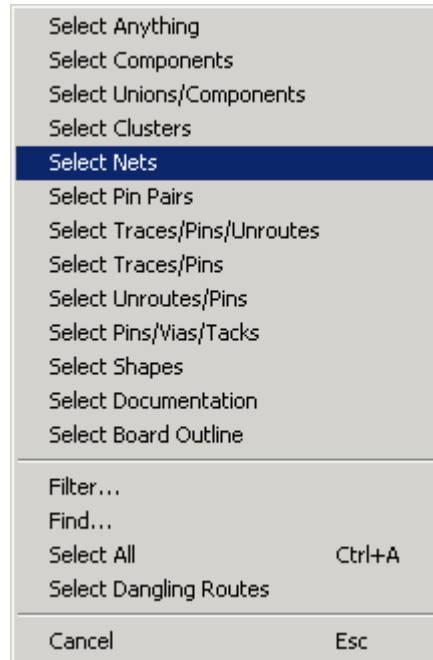 Select Anything
Select Components
Select Unions/Components
Select Clusters
Select Nets
Select Pin Pairs
Select Traces/Pins/Unroutes
Select Traces/Pins
Select Unroutes/Pins
Select Pins/Vias/Tacks
Select Shapes
Select Documentation
Select Board Outline
Filter...
Find...
Select All Ctrl+A
Select Dangling Routes
Cancel Esc